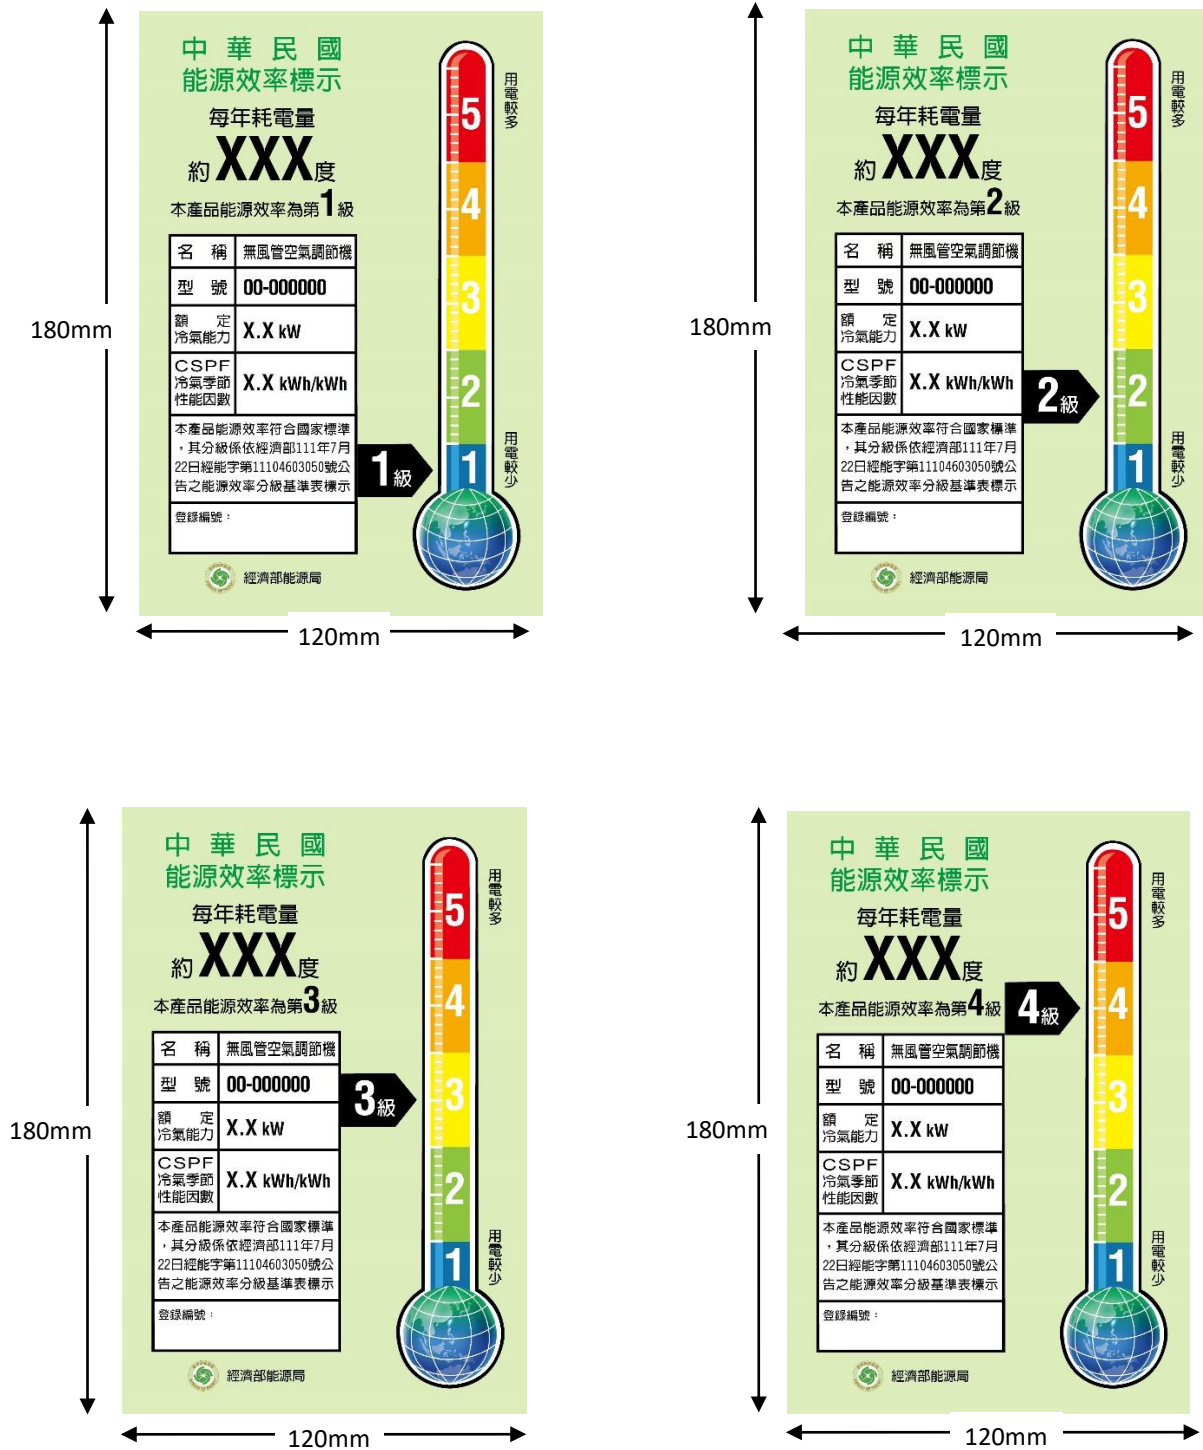 180mm
中華民國
能源效率標示
每年耗電量
約XXX度
本產品能源效率為第1級
名稱 無風管空氣調節機
型號 00-000000
額定
冷氣能力 X.X kW
CSPF
冷氣季節
性能因數 X.X kWh/kWh
本產品能源效率符合國家標準
，其分級係依經濟部111年7月
22日經能字第11104603050號公
告之能源效率分級基準表標示
登錄編號：
經濟部能源局
1級
用電較多
5
4
3
2
1
用電較少
120mm
180mm
中華民國
能源效率標示
每年耗電量
約XXX度
本產品能源效率為第2級
名稱 無風管空氣調節機
型號 00-000000
額定
冷氣能力 X.X kW
CSPF
冷氣季節
性能因數 X.X kWh/kWh
本產品能源效率符合國家標準
，其分級係依經濟部111年7月
22日經能字第11104603050號公
告之能源效率分級基準表標示
登錄編號：
經濟部能源局
2級
用電較多
5
4
3
2
1
用電較少
120mm
180mm
中華民國
能源效率標示
每年耗電量
約XXX度
本產品能源效率為第3級
名稱 無風管空氣調節機
型號 00-000000
額定
冷氣能力 X.X kW
CSPF
冷氣季節
性能因數 X.X kWh/kWh
本產品能源效率符合國家標準
，其分級係依經濟部111年7月
22日經能字第11104603050號公
告之能源效率分級基準表標示
登錄編號：
經濟部能源局
3級
用電較多
5
4
3
2
1
用電較少
120mm
180mm
中華民國
能源效率標示
每年耗電量
約XXX度
本產品能源效率為第4級
名稱 無風管空氣調節機
型號 00-000000
額定
冷氣能力 X.X kW
CSPF
冷氣季節
性能因數 X.X kWh/kWh
本產品能源效率符合國家標準
，其分級係依經濟部111年7月
22日經能字第11104603050號公
告之能源效率分級基準表標示
登錄編號：
經濟部能源局
4級
用電較多
5
4
3
2
1
用電較少
120mm